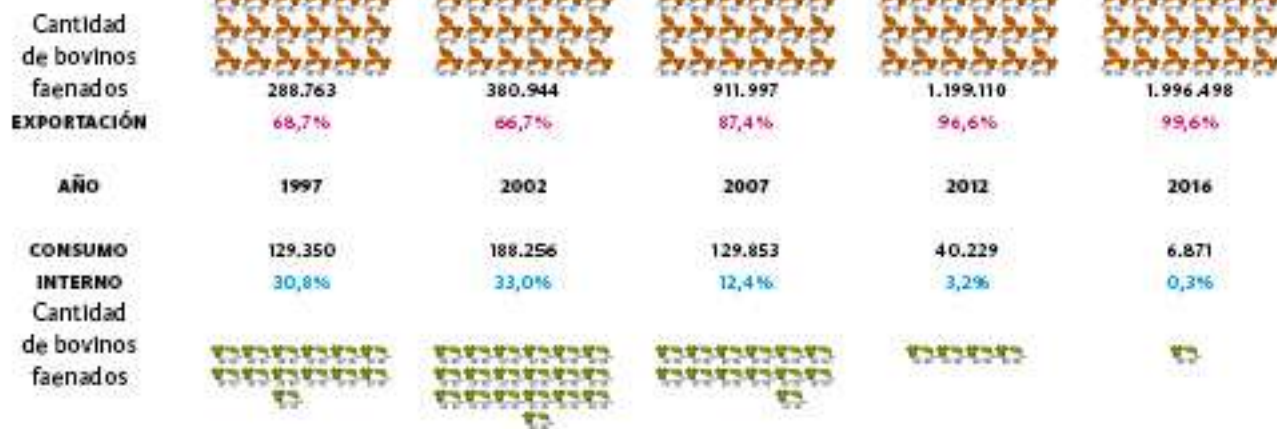 Cantidad
de bovinos
faenados 288.763 380.944 911.997 1.199.110 1.996.498
EXPORTACIÓN 68,7% 66,7% 87,4% 96,6% 99,6%
AÑO 1997 2002 2007 2012 2016
CONSUMO 129.350 188.256 129.853 40.229 6.871
INTERNO 30,8% 33,0% 12,4% 3,2% 0,3%
Cantidad
de bovinos
faenados